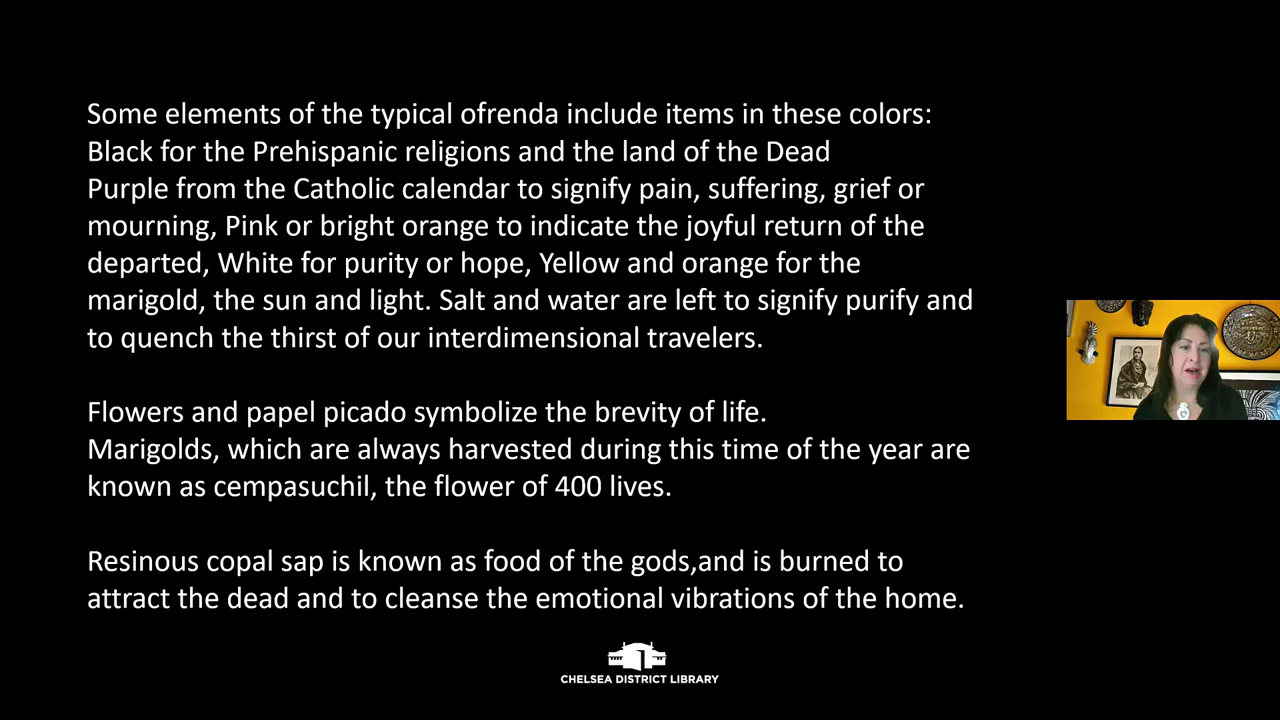 Some elements of the typical ofrenda include items in these colors:
Black for the Prehispanic religions and the land of the Dead
Purple from the Catholic calendar to signify pain, suffering, grief or
mourning, Pink or bright orange to indicate the joyful return of the
departed, White for purity or hope, Yellow and orange for the
marigold, the sun and light. Salt and water are left to signify purify and
to quench the thirst of our interdimensional travelers.
Flowers and papel picado symbolize the brevity of life.
Marigolds, which are always harvested during this time of the year are
known as cempasuchil, the flower of 400 lives.
Resinous copal sap is known as food of the gods,and is burned to
attract the dead and to cleanse the emotional vibrations of the home.
CHELSEA DISTRICT LIBRARY